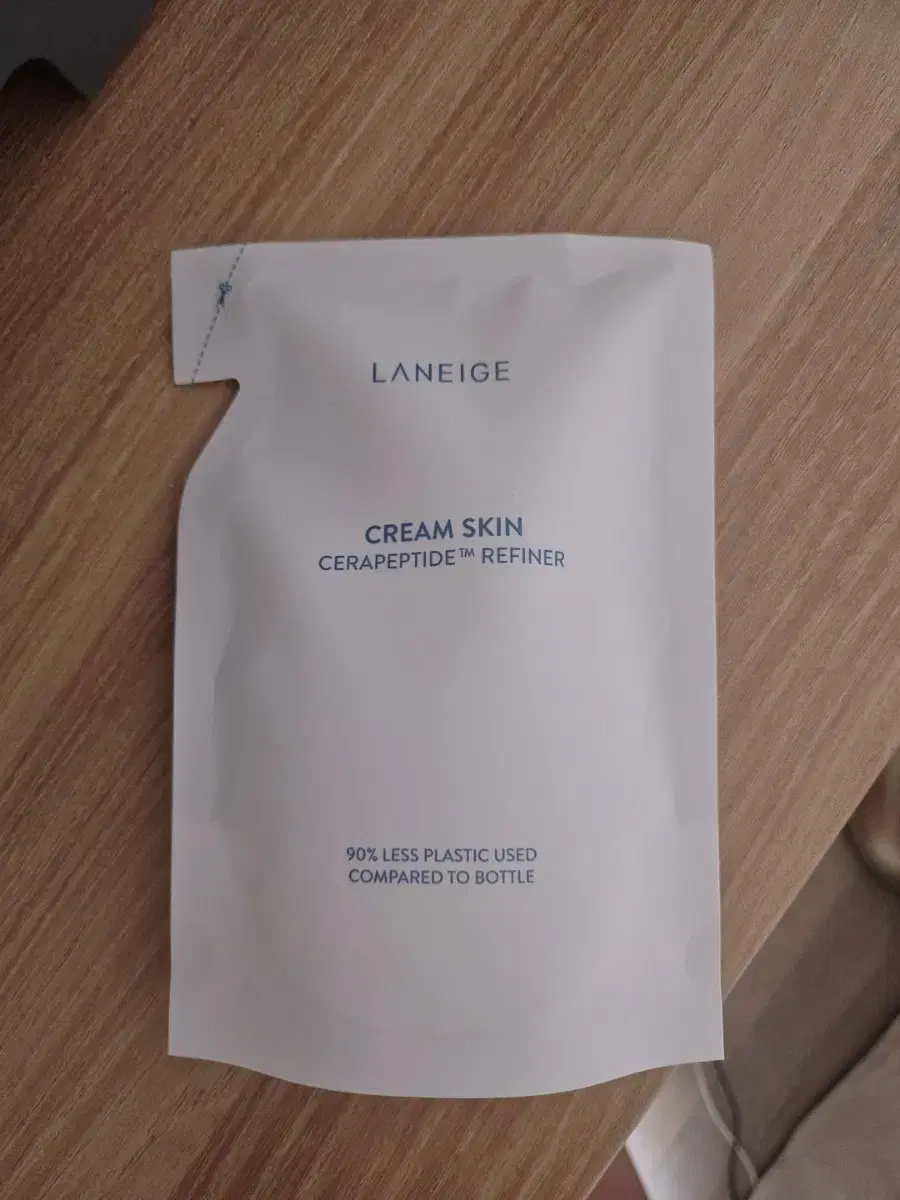 LANEIGE
CREAM SKIN
CERAPEPTIDE™ REFINER
90% LESS PLASTIC USED
COMPARED TO BOTTLE